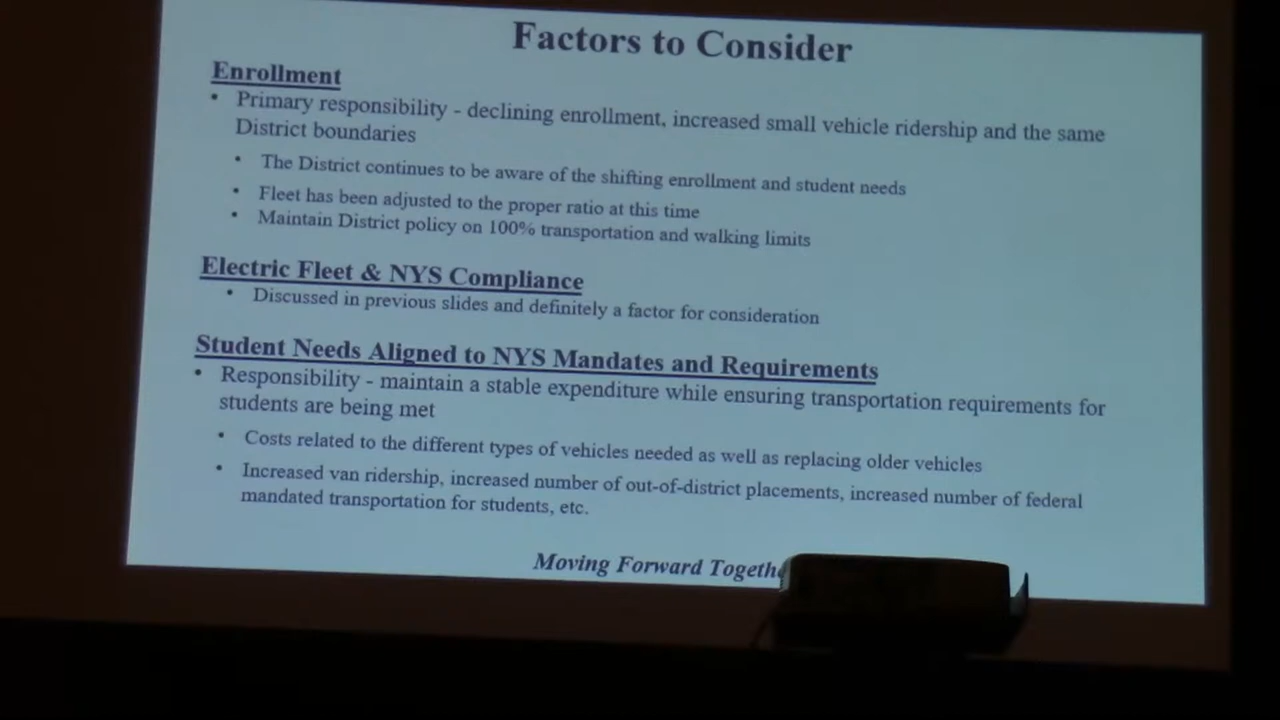 Factors to Consider
Enrollment
• Primary responsibility - declining enrollment, increased small vehicle ridership and the same
District boundaries
• The District continues to be aware of the shifting enrollment and student needs
• Fleet has been adjusted to the proper ratio at this time
• Maintain District policy on 100% transportation and walking limits
Electric Fleet & NYS Compliance
• Discussed in previous slides and definitely a factor for consideration
Student Needs Aligned to NYS Mandates and Requirements
• Responsibility - maintain a stable expenditure while ensuring transportation requirements for
students are being met
• Costs related to the different types of vehicles needed as well as replacing older vehicles
• Increased van ridership, increased number of out-of-district placements, increased number of federal
mandated transportation for students, etc.
Moving Forward